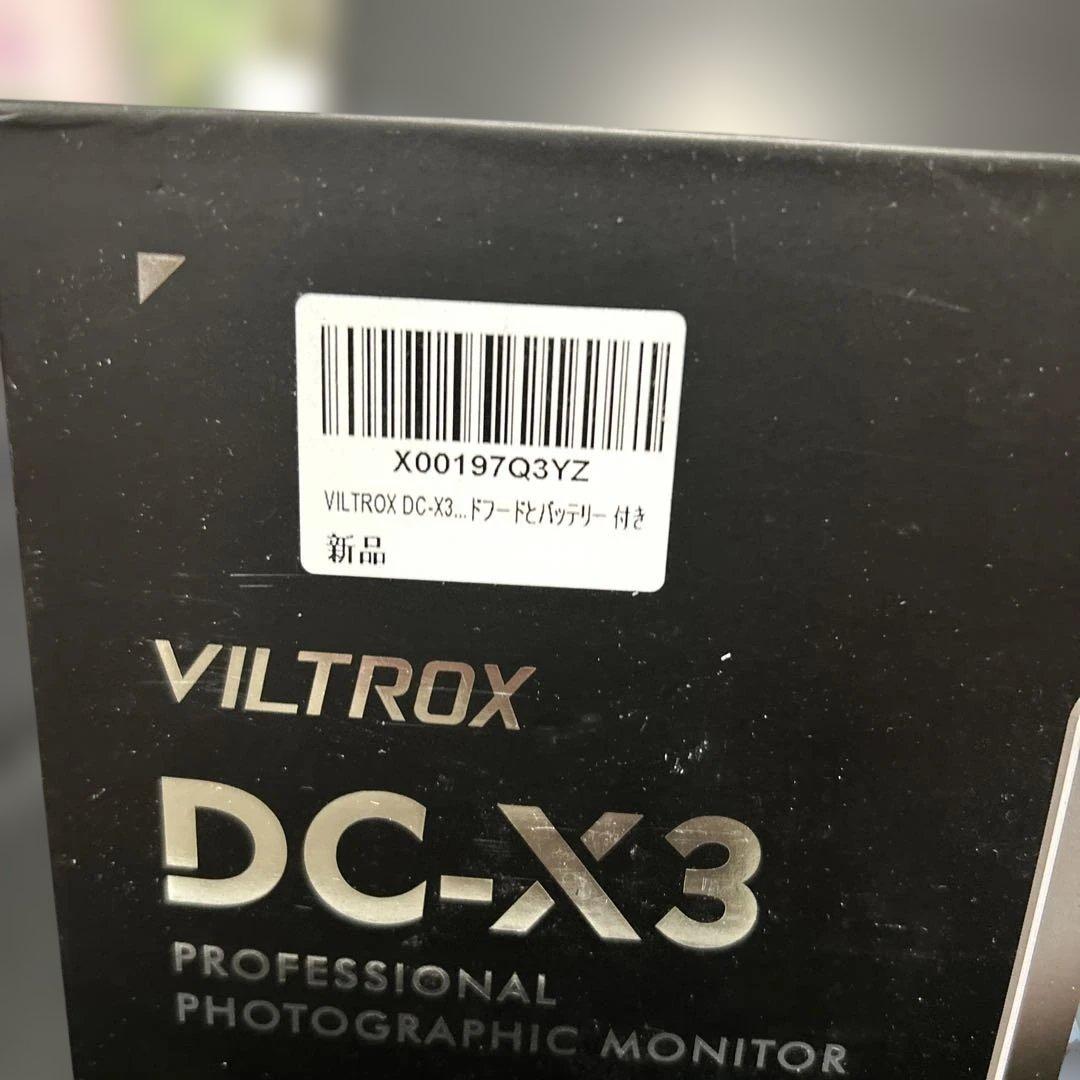 X00197Q3YZ
VILTROX DC-X3...ドフードとバッテリー 付き
新品
VILTROX
DC-X3
PROFESSIONAL
PHOTOGRAPHIC MONITOR